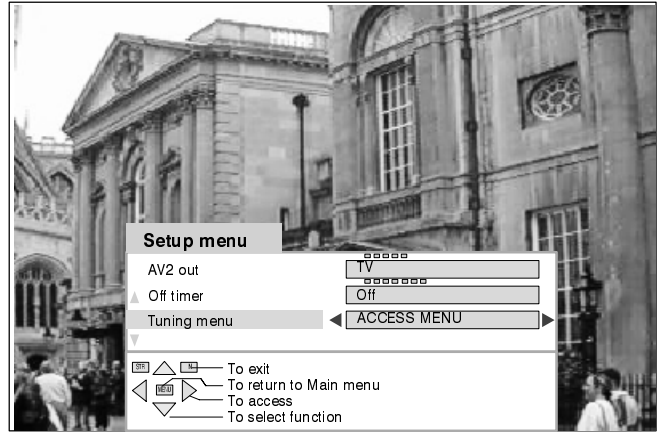 Setup menu
AV2 out TV
Off timer Off
Tuning menu ACCESS MENU
STR N To exit
MENU To return to Main menu
To access
To select function